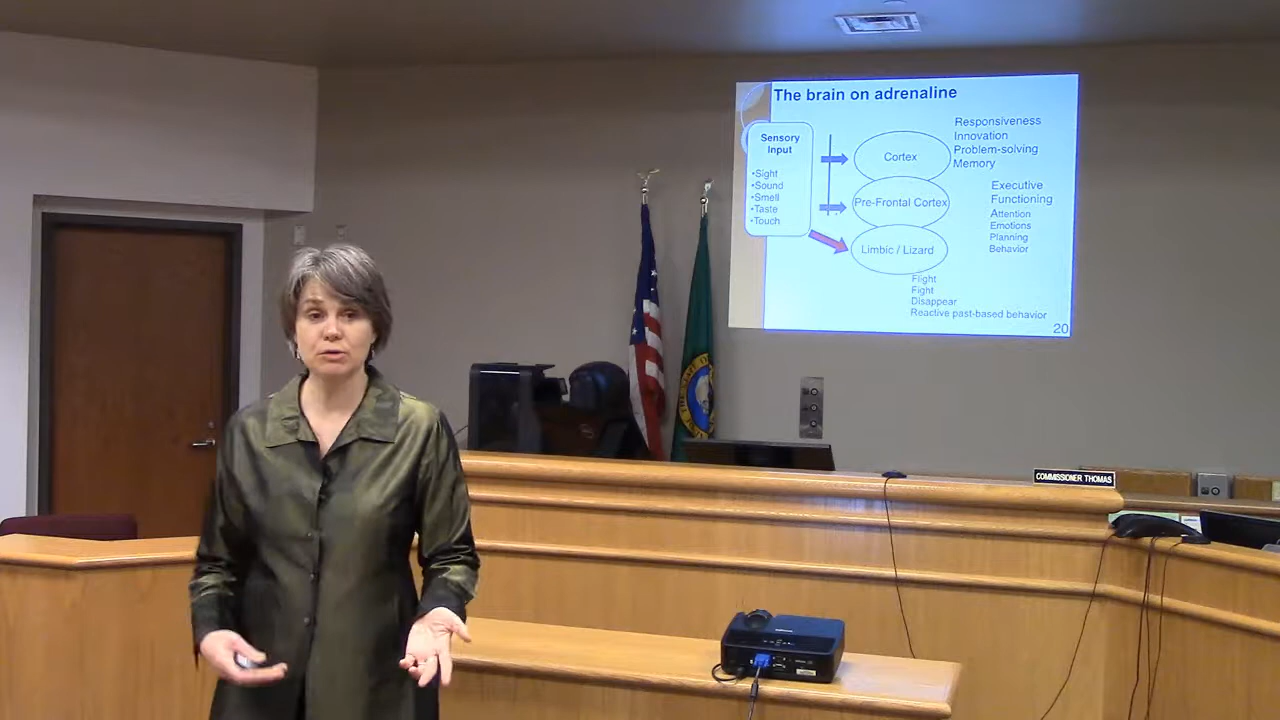 The brain on adrenaline
Sensory
Input
•Sight
•Sound
•Smell
•Taste
•Touch
Cortex
Pre-Frontal Cortex
Limbic / Lizard
Responsiveness
Innovation
Problem-solving
Memory
Executive
Functioning
Attention
Emotions
Planning
Behavior
Flight
Fight
Disappear
Reactive past-based behavior
20
COMMISSIONER THOMAS